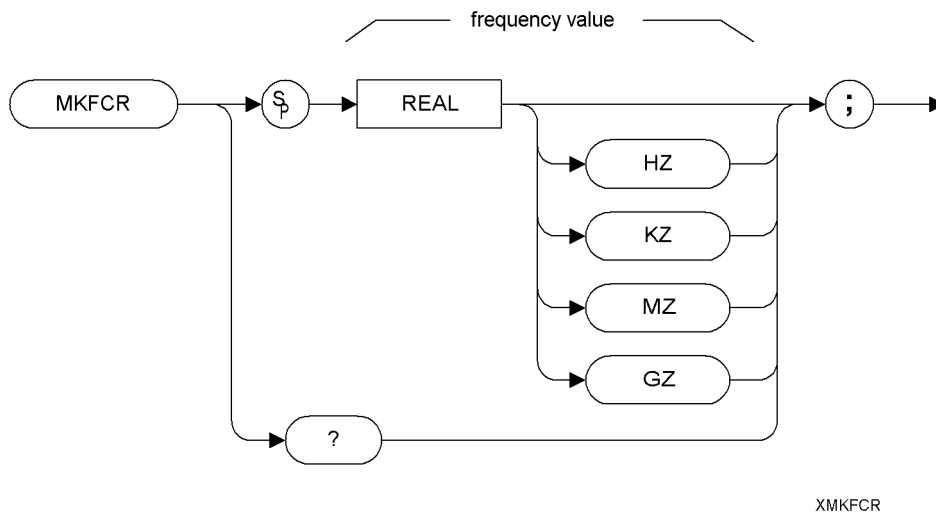 frequency value
MKFCR
SP
REAL
;
HZ
KZ
MZ
GZ
?
XMKFCR